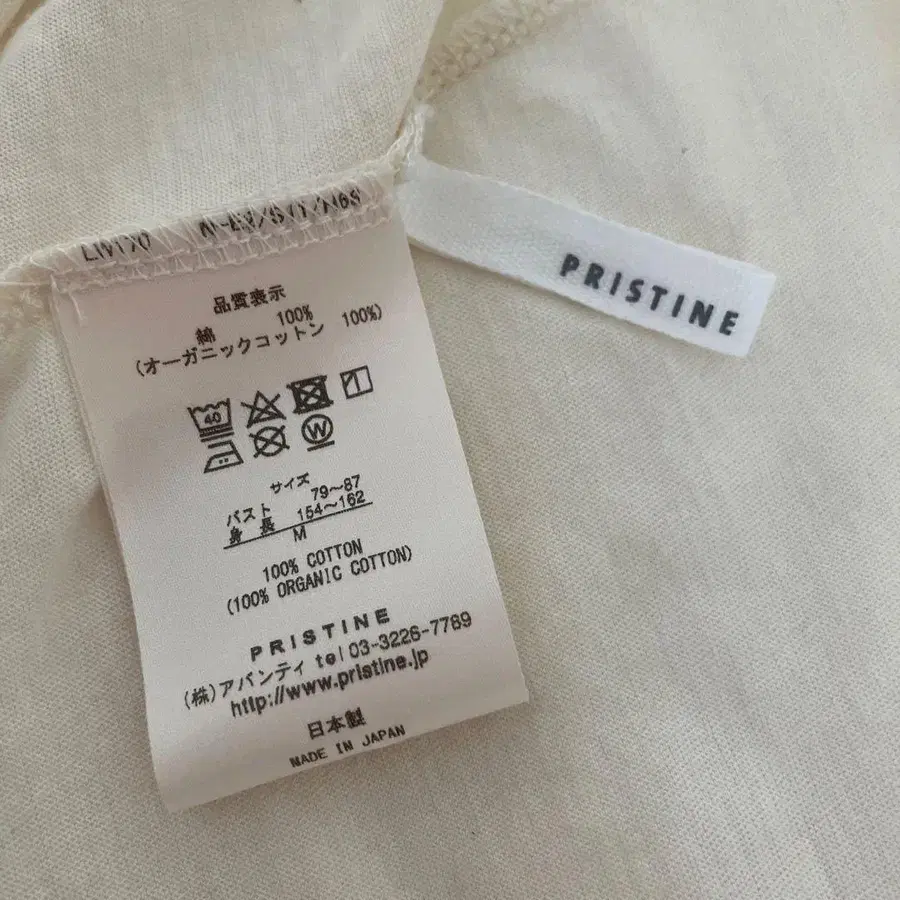 PRISTINE
品質表示
綿 100%
(オーガニックコットン 100%)
40
W
サイズ
バスト 79~87
身長 154~162
M
100% COTTON
(100% ORGANIC COTTON)
PRISTINE
(株)アバンティ tel 03-3226-7789
http://www.pristine.jp
日本製
MADE IN JAPAN